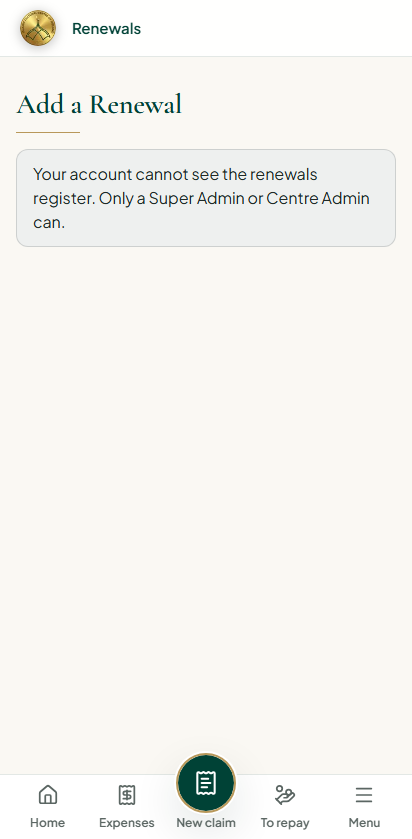 Renewals
Add a Renewal
Your account cannot see the renewals
register. Only a Super Admin or Centre Admin
can.
Home
Expenses
New claim
To repay
Menu